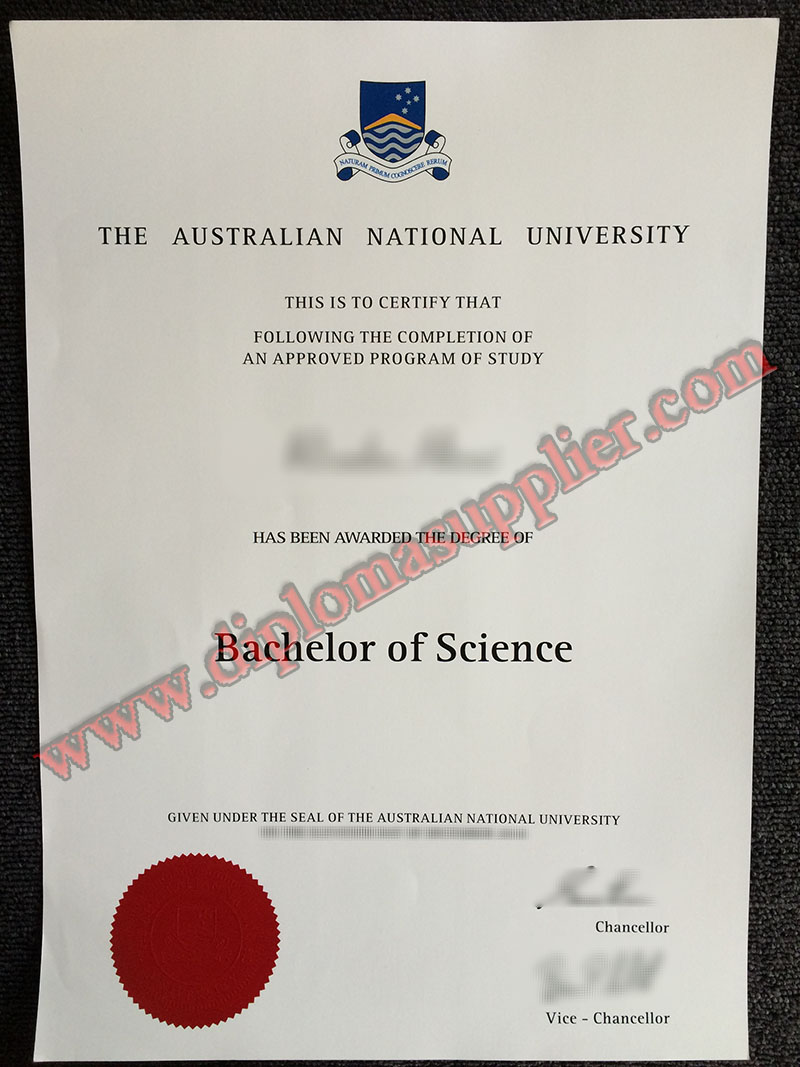 NATURAM PRIMUM COGNOSCERE RERUM
THE AUSTRALIAN NATIONAL UNIVERSITY
THIS IS TO CERTIFY THAT
FOLLOWING THE COMPLETION OF
AN APPROVED PROGRAM OF STUDY
HAS BEEN AWARDED THE DEGREE OF
Bachelor of Science
www.diplomasupplier.com
GIVEN UNDER THE SEAL OF THE AUSTRALIAN NATIONAL UNIVERSITY
Chancellor
Vice - Chancellor